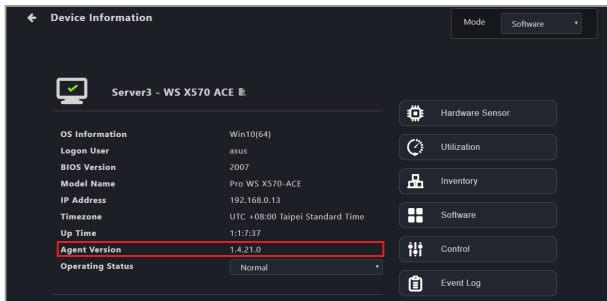 Device Information
Mode Software
Server3 - WS X570 ACE
Hardware Sensor
OS Information Win10(64)
Logon User asus
Utilization
BIOS Version 2007
Model Name Pro WS X570-ACE
Inventory
IP Address 192.168.0.13
Timezone UTC +08:00 Taipei Standard Time
Software
Up Time 1:1:7:37
Agent Version 1.4.21.0
Control
Operating Status Normal
Event Log